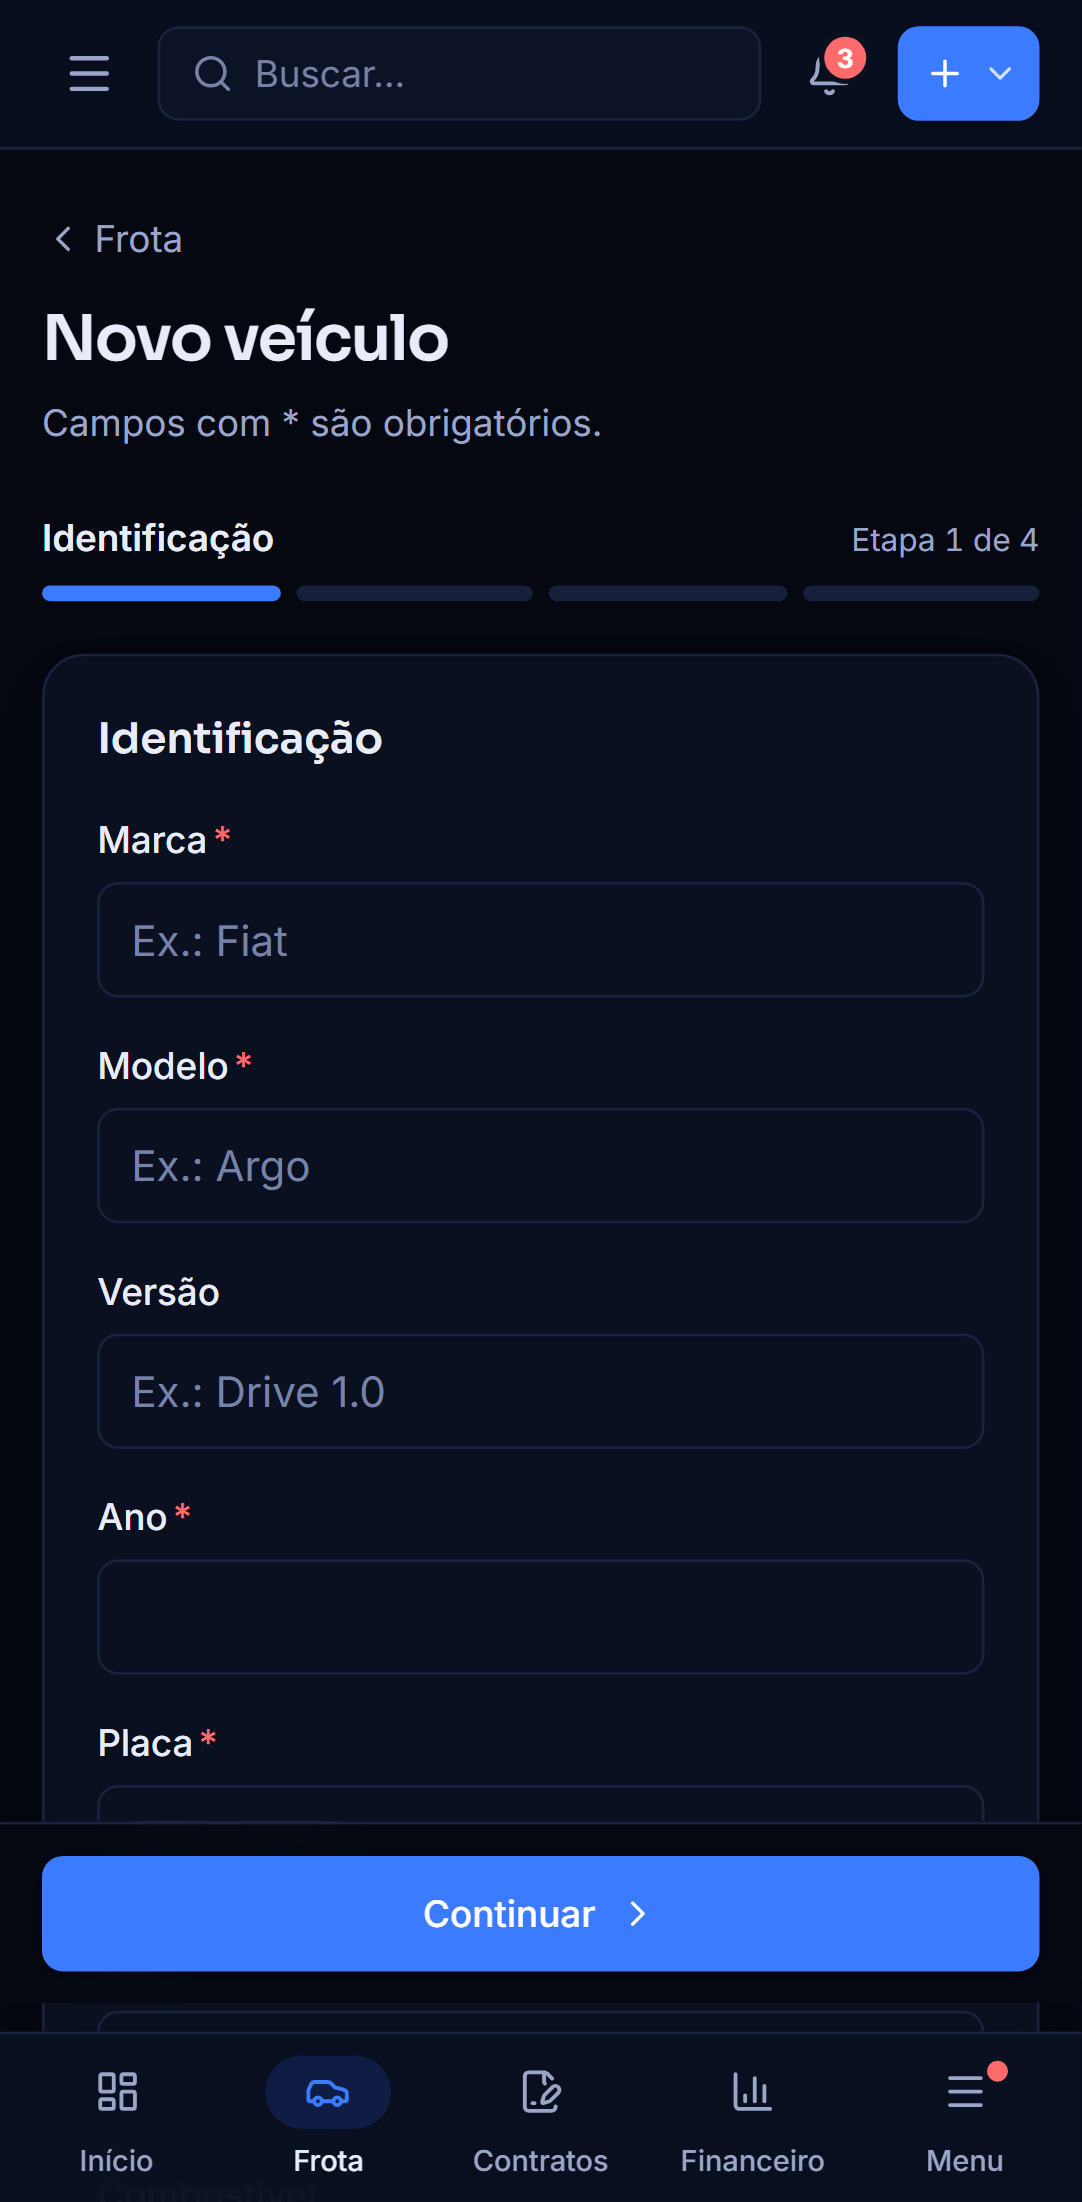 Buscar...
3
Frota
Novo veículo
Campos com * são obrigatórios.
Identificação
Etapa 1 de 4
Identificação
Marca *
Ex.: Fiat
Modelo *
Ex.: Argo
Versão
Ex.: Drive 1.0
Ano *
Placa *
Continuar
Início
Frota
Contratos
Financeiro
Menu
Combustível